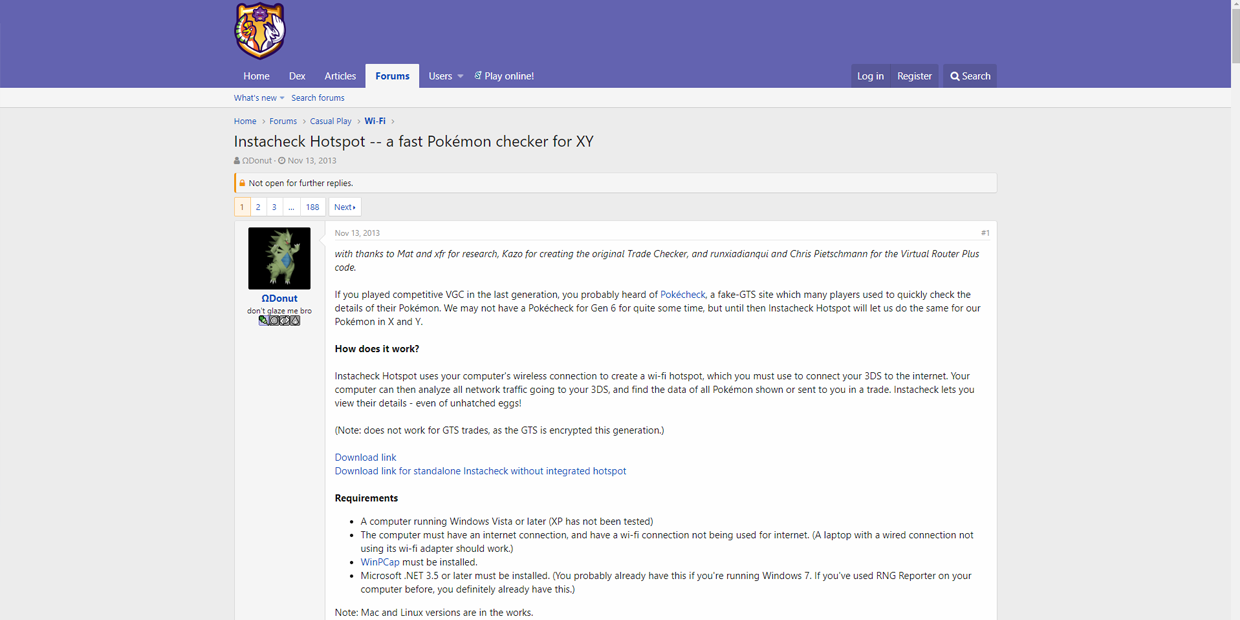 Home Dex Articles Forums Users Play online! Log in Register Search
What's new Search forums
Home > Forums > Casual Play > Wi-Fi >
Instacheck Hotspot -- a fast Pokémon checker for XY
ΩDonut · Nov 13, 2013
Not open for further replies.
1 2 3 ... 188 Next
Nov 13, 2013 #1
ΩDonut
don't glaze me bro
with thanks to Mat and xfr for research, Kazo for creating the original Trade Checker, and runxiadianqui and Chris Pietschmann for the Virtual Router Plus
code.
If you played competitive VGC in the last generation, you probably heard of Pokécheck, a fake-GTS site which many players used to quickly check the
details of their Pokémon. We may not have a Pokécheck for Gen 6 for quite some time, but until then Instacheck Hotspot will let us do the same for our
Pokémon in X and Y.
How does it work?
Instacheck Hotspot uses your computer's wireless connection to create a wi-fi hotspot, which you must use to connect your 3DS to the internet. Your
computer can then analyze all network traffic going to your 3DS, and find the data of all Pokémon shown or sent to you in a trade. Instacheck lets you
view their details - even of unhatched eggs!
(Note: does not work for GTS trades, as the GTS is encrypted this generation.)
Download link
Download link for standalone Instacheck without integrated hotspot
Requirements
• A computer running Windows Vista or later (XP has not been tested)
• The computer must have an internet connection, and have a wi-fi connection not being used for internet. (A laptop with a wired connection not
using its wi-fi adapter should work.)
• WinPCap must be installed.
• Microsoft .NET 3.5 or later must be installed. (You probably already have this if you're running Windows 7. If you've used RNG Reporter on your
computer before, you definitely already have this.)
Note: Mac and Linux versions are in the works.